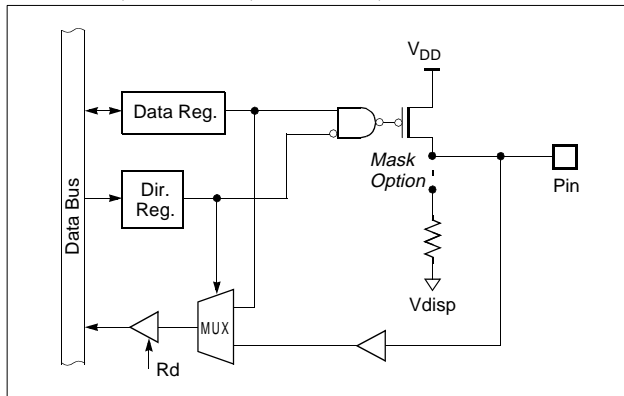 V_DD
Data Reg.
Mask
Option
Pin
Dir.
Reg.
Data Bus
Vdisp
MUX
Rd